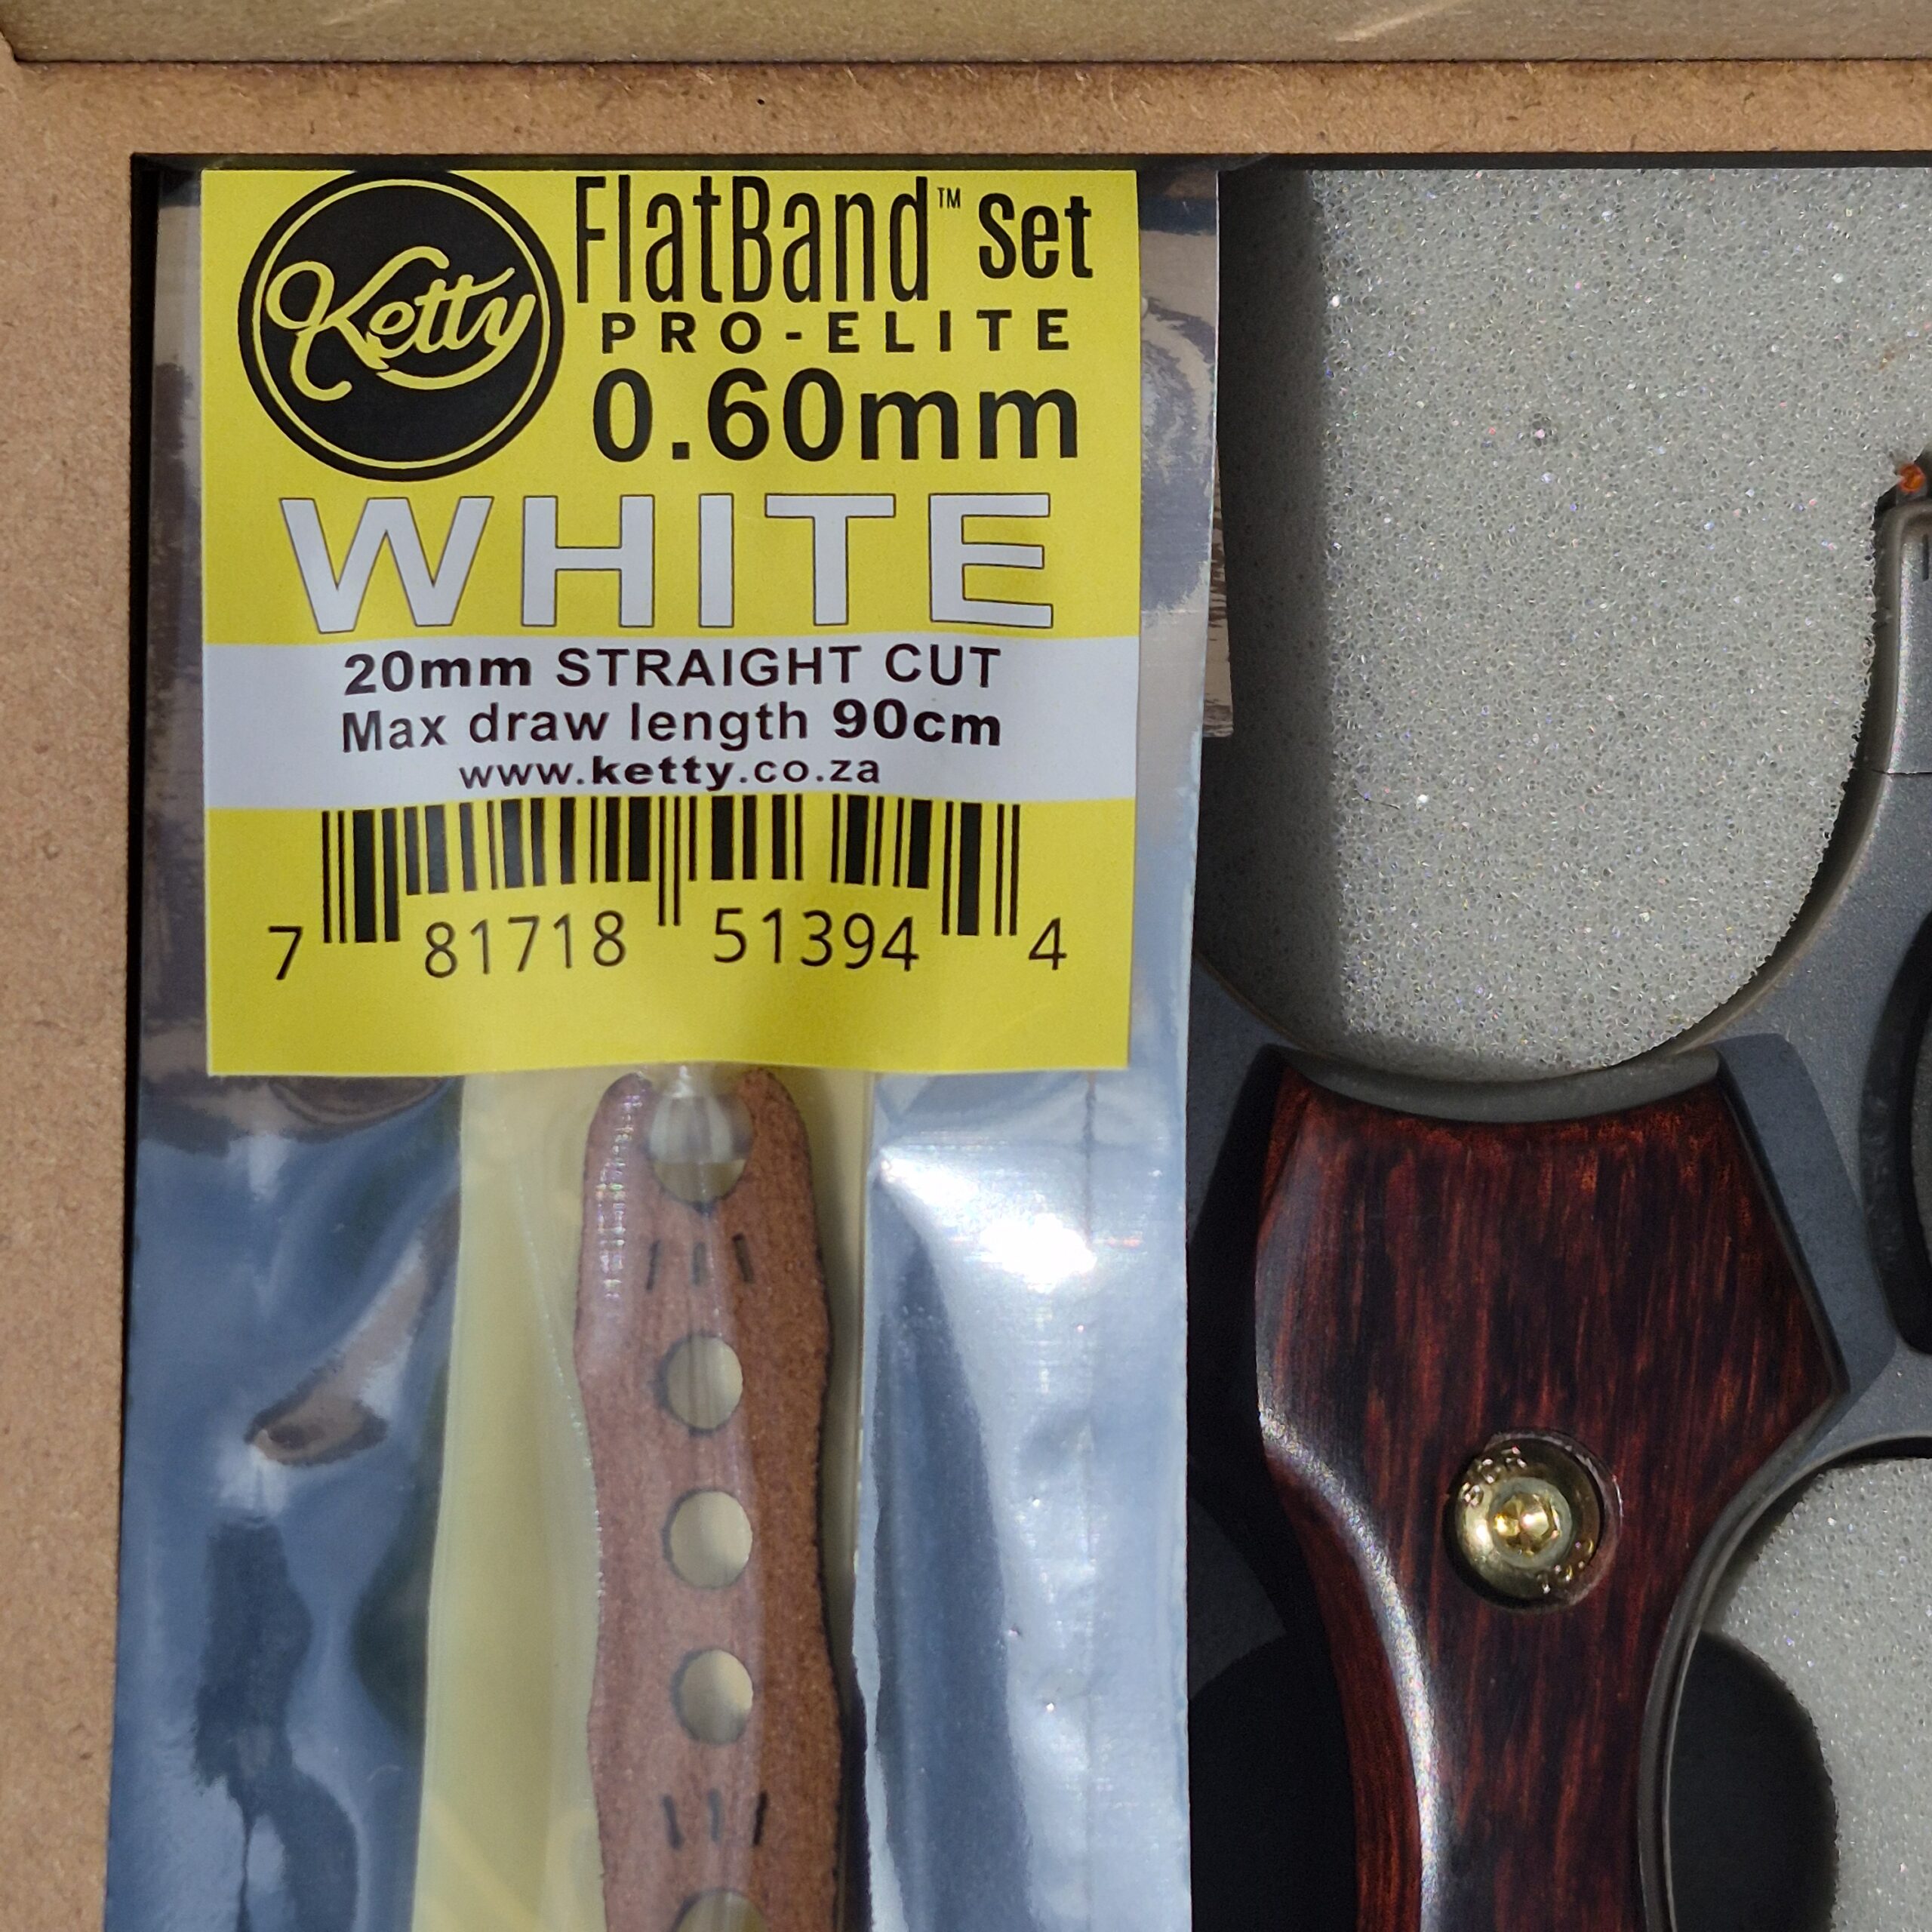 Ketty
FlatBand™ Set
PRO-ELITE
0.60mm
WHITE
20mm STRAIGHT CUT
Max draw length 90cm
www.ketty.co.za
7 81718 51394 4